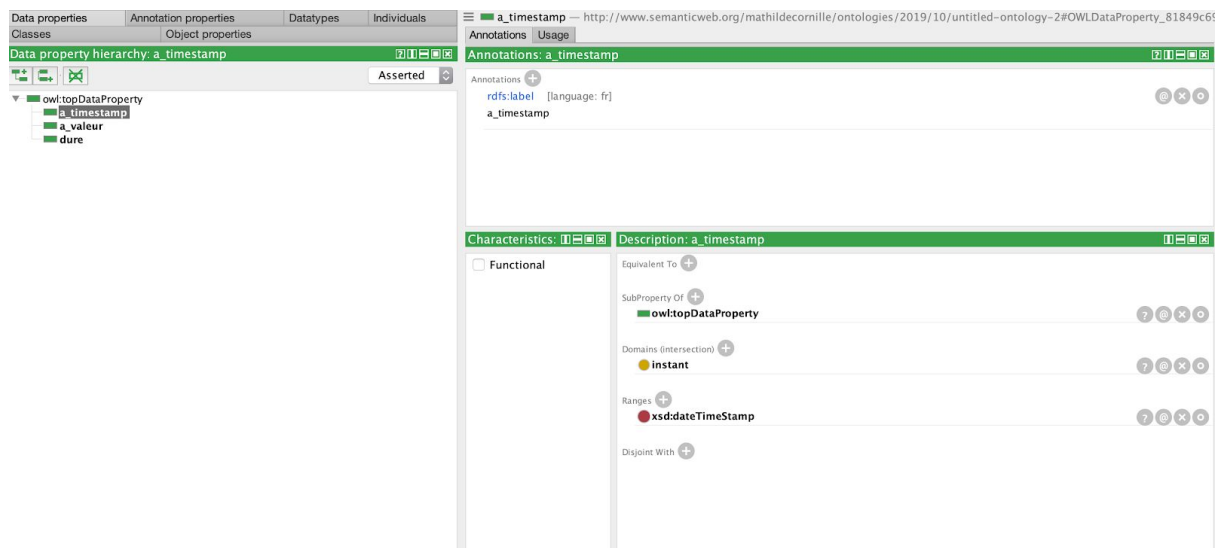 Data properties Annotation properties Datatypes Individuals
Classes Object properties
Data property hierarchy: a_timestamp
Asserted
owl:topDataProperty
a_timestamp
a_valeur
dure
a_timestamp — http://www.semanticweb.org/mathildecornille/ontologies/2019/10/untitled-ontology-2#OWLDataProperty_81849c69
Annotations Usage
Annotations: a_timestamp
Annotations
rdfs:label [language: fr]
a_timestamp
Characteristics:
Functional
Description: a_timestamp
Equivalent To
SubProperty Of
owl:topDataProperty
Domains (intersection)
instant
Ranges
xsd:dateTimeStamp
Disjoint With